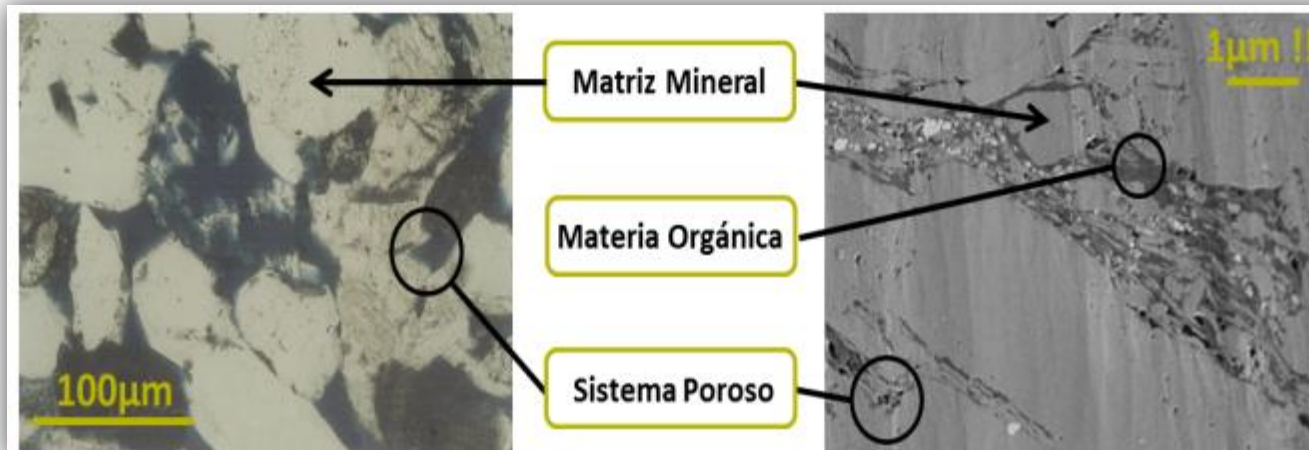 Matriz Mineral
1µm !!
Materia Orgánica
Sistema Poroso
100µm